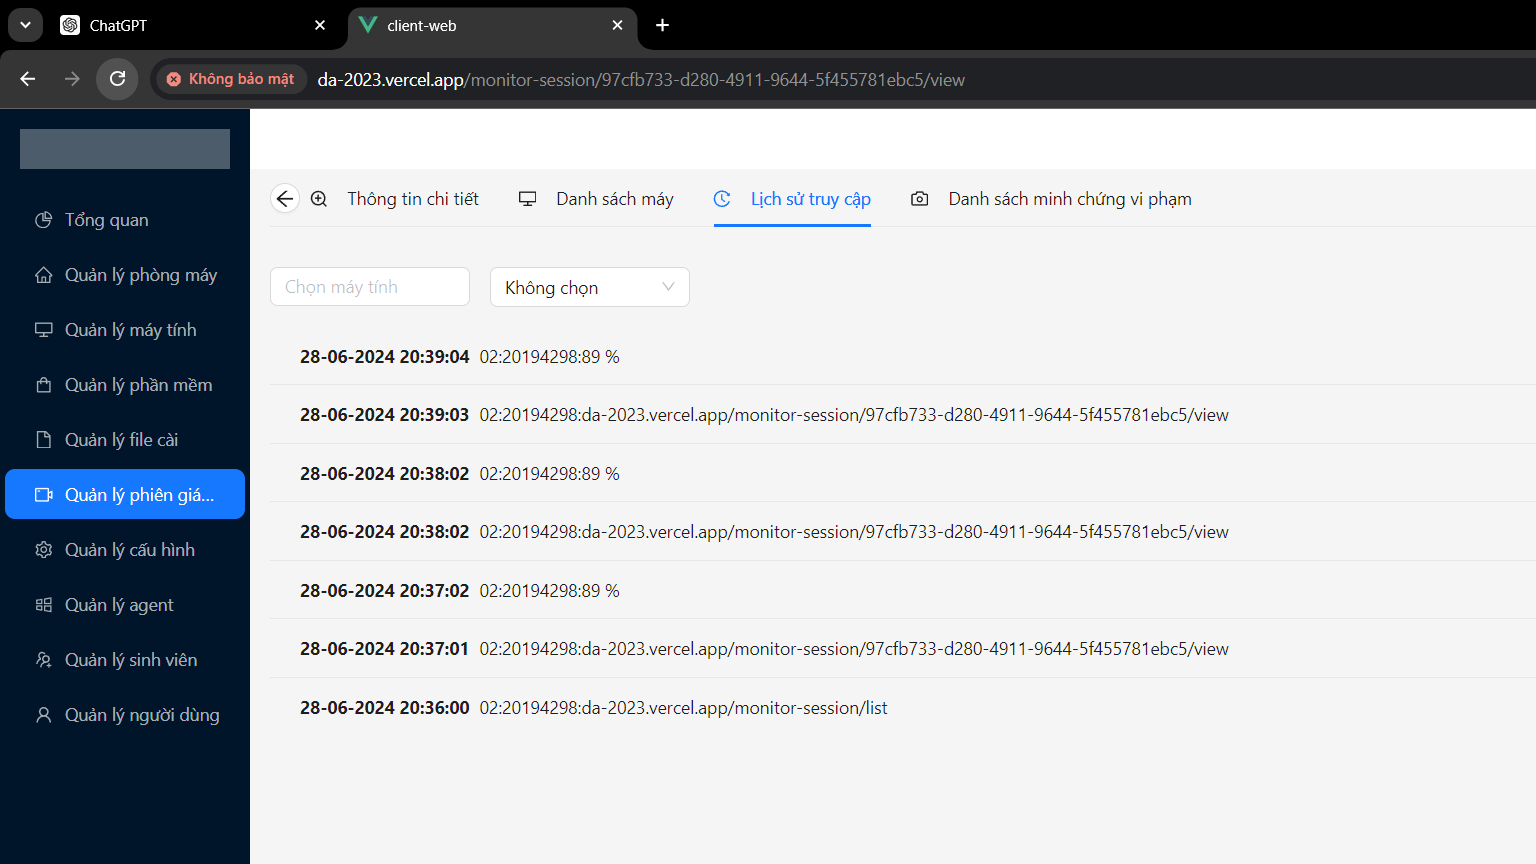 ChatGPT
client-web
Không bảo mật da-2023.vercel.app/monitor-session/97cfb733-d280-4911-9644-5f455781ebc5/view
Tổng quan
Quản lý phòng máy
Quản lý máy tính
Quản lý phần mềm
Quản lý file cài
Quản lý phiên giá...
Quản lý cấu hình
Quản lý agent
Quản lý sinh viên
Quản lý người dùng
Thông tin chi tiết Danh sách máy Lịch sử truy cập Danh sách minh chứng vi phạm
Chọn máy tính Không chọn
28-06-2024 20:39:04 02:20194298:89 %
28-06-2024 20:39:03 02:20194298:da-2023.vercel.app/monitor-session/97cfb733-d280-4911-9644-5f455781ebc5/view
28-06-2024 20:38:02 02:20194298:89 %
28-06-2024 20:38:02 02:20194298:da-2023.vercel.app/monitor-session/97cfb733-d280-4911-9644-5f455781ebc5/view
28-06-2024 20:37:02 02:20194298:89 %
28-06-2024 20:37:01 02:20194298:da-2023.vercel.app/monitor-session/97cfb733-d280-4911-9644-5f455781ebc5/view
28-06-2024 20:36:00 02:20194298:da-2023.vercel.app/monitor-session/list